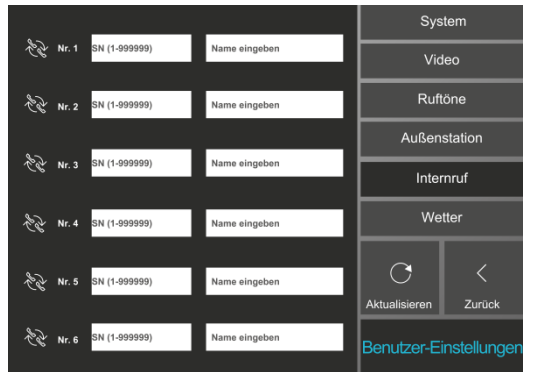 Nr. 1 SN (1-999999) Name eingeben
Nr. 2 SN (1-999999) Name eingeben
Nr. 3 SN (1-999999) Name eingeben
Nr. 4 SN (1-999999) Name eingeben
Nr. 5 SN (1-999999) Name eingeben
Nr. 6 SN (1-999999) Name eingeben
System
Video
Ruftöne
Außenstation
Internruf
Wetter
Aktualisieren Zurück
Benutzer-Einstellungen